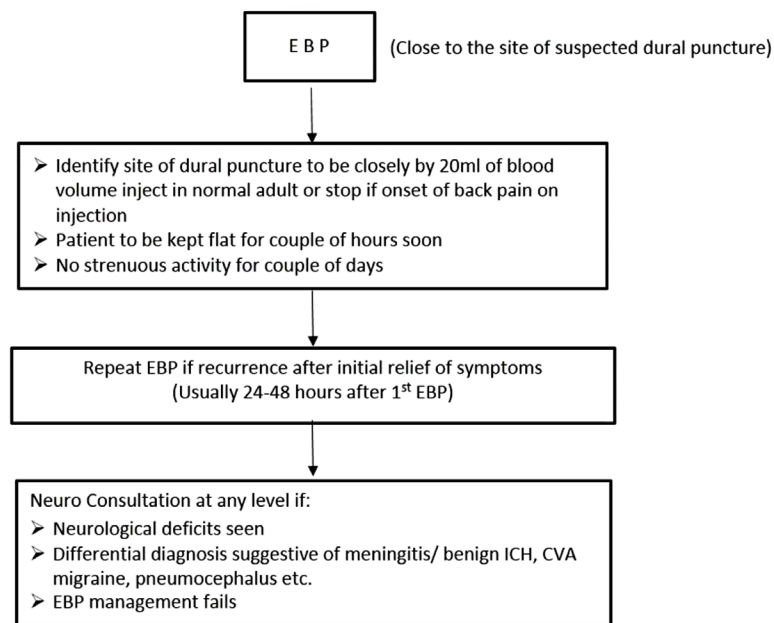 E B P
(Close to the site of suspected dural puncture)
➢ Identify site of dural puncture to be closely by 20ml of blood
volume inject in normal adult or stop if onset of back pain on
injection
➢ Patient to be kept flat for couple of hours soon
➢ No strenuous activity for couple of days
Repeat EBP if recurrence after initial relief of symptoms
(Usually 24-48 hours after 1st EBP)
Neuro Consultation at any level if:
➢ Neurological deficits seen
➢ Differential diagnosis suggestive of meningitis/ benign ICH, CVA
migraine, pneumocephalus etc.
➢ EBP management fails